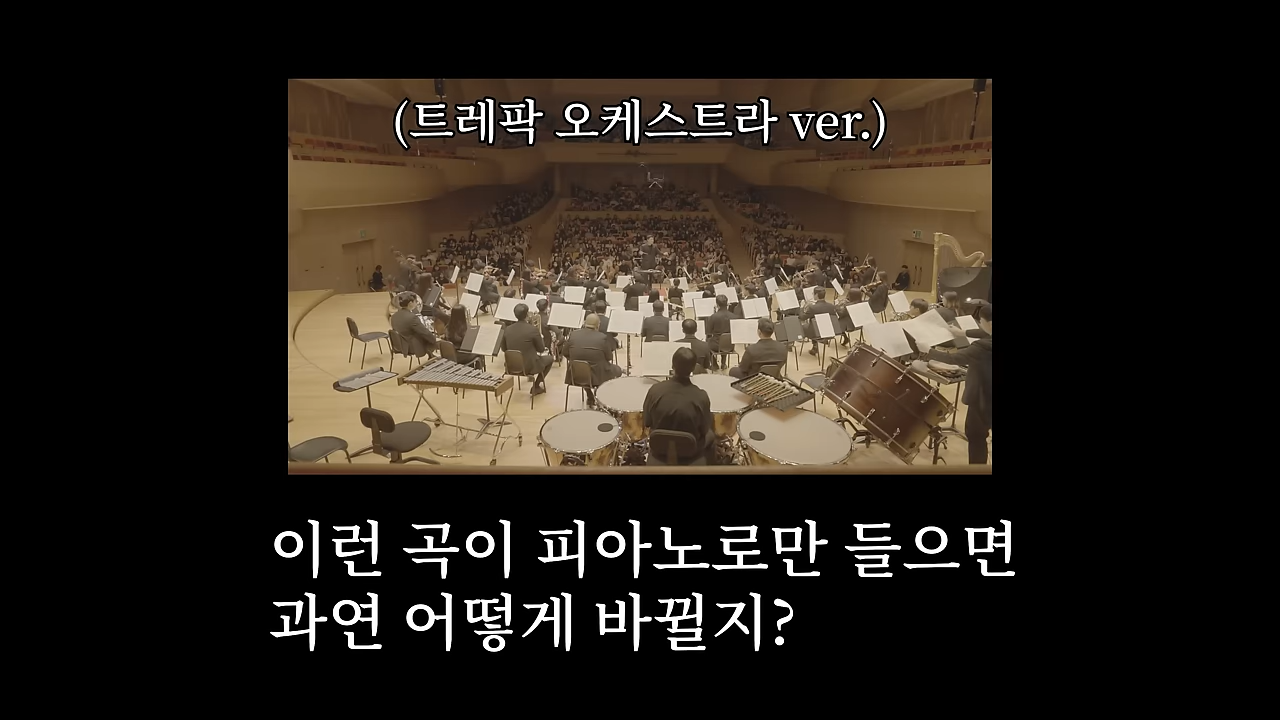 (트레팍 오케스트라 ver.)
이런 곡이 피아노로만 들으면
과연 어떻게 바뀔지?